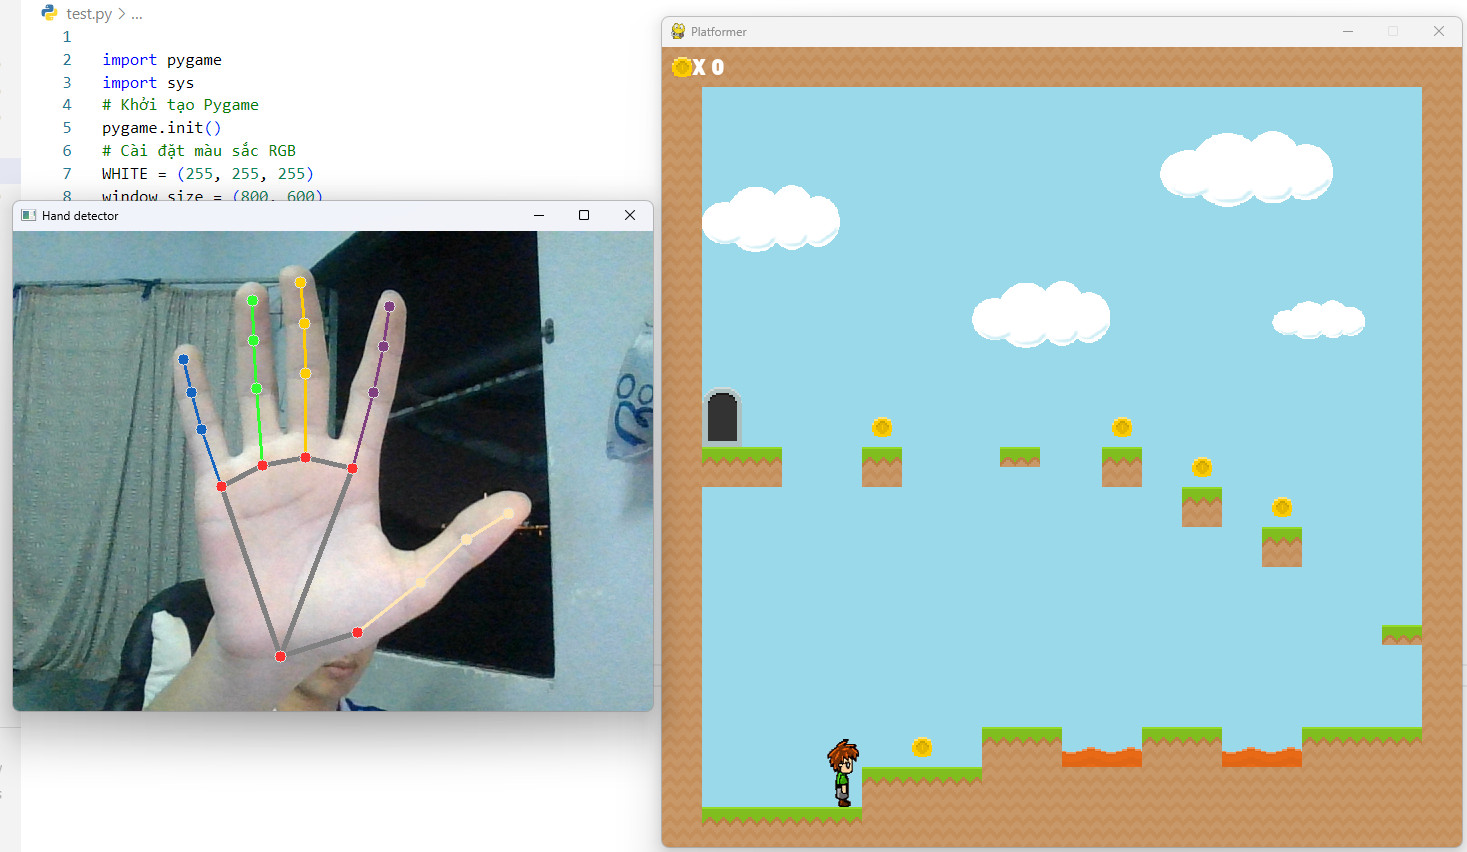 test.py > ...
1
2 import pygame
3 import sys
4 # Khởi tạo Pygame
5 pygame.init()
6 # Cài đặt màu sắc RGB
7 WHITE = (255, 255, 255)
8 window_size = (800, 600)
Hand detector
Platformer
X 0